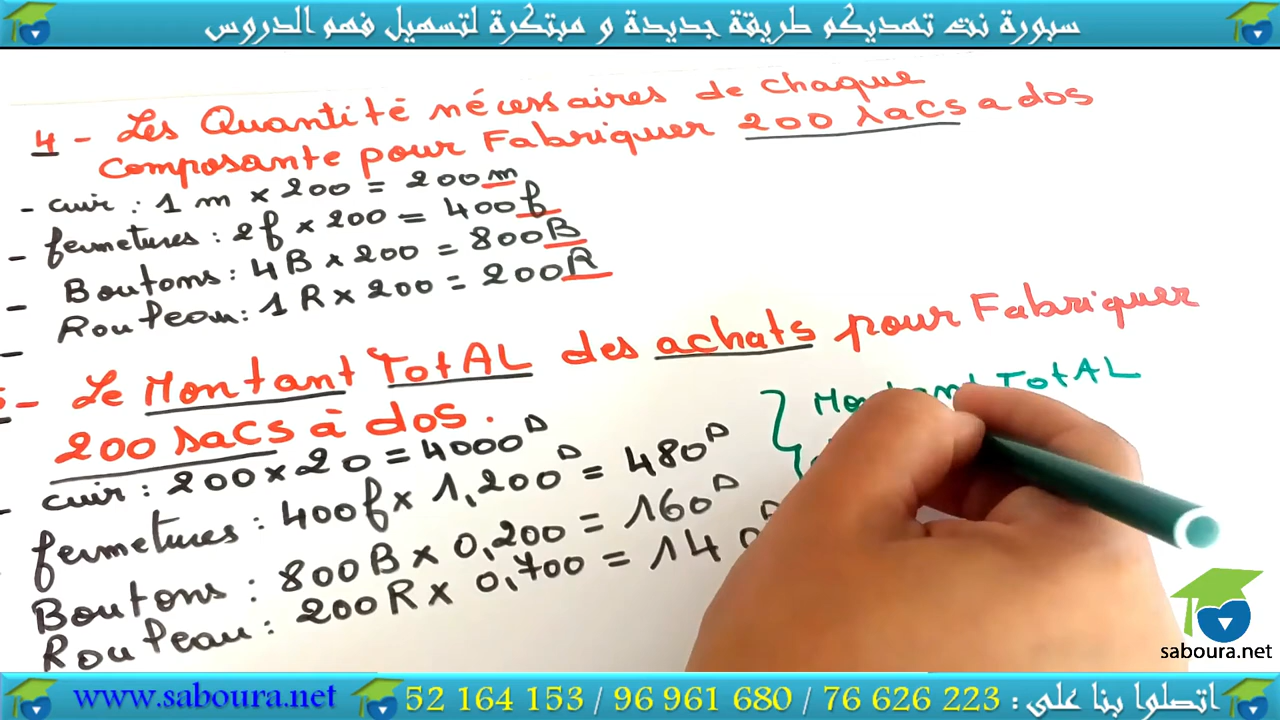 سبورة نت تهديكم طريقة جديدة و مبتكرة لتسهيل فهم الدروس
4 - Les Quantité nécessaires de chaque
composante pour Fabriquer 200 sacs a dos
- cuir : 1 m x 200 = 200 m
- fermetures : 2 f x 200 = 400 f
- Boutons : 4 B x 200 = 800 B
- Rouleau : 1 R x 200 = 200 R
5 - Le Montant TotAL des achats pour Fabriquer
200 sacs à dos.
- cuir : 200 x 20 = 4000 D
fermetures : 400 f x 1,200 D = 480 D
Boutons : 800 B x 0,200 = 160 D
Rouleau : 200 R x 0,700 = 140 D
TotAL
saboura.net
www.saboura.net
اتصلوا بنا على : 52 164 153 / 96 961 680 / 76 626 223